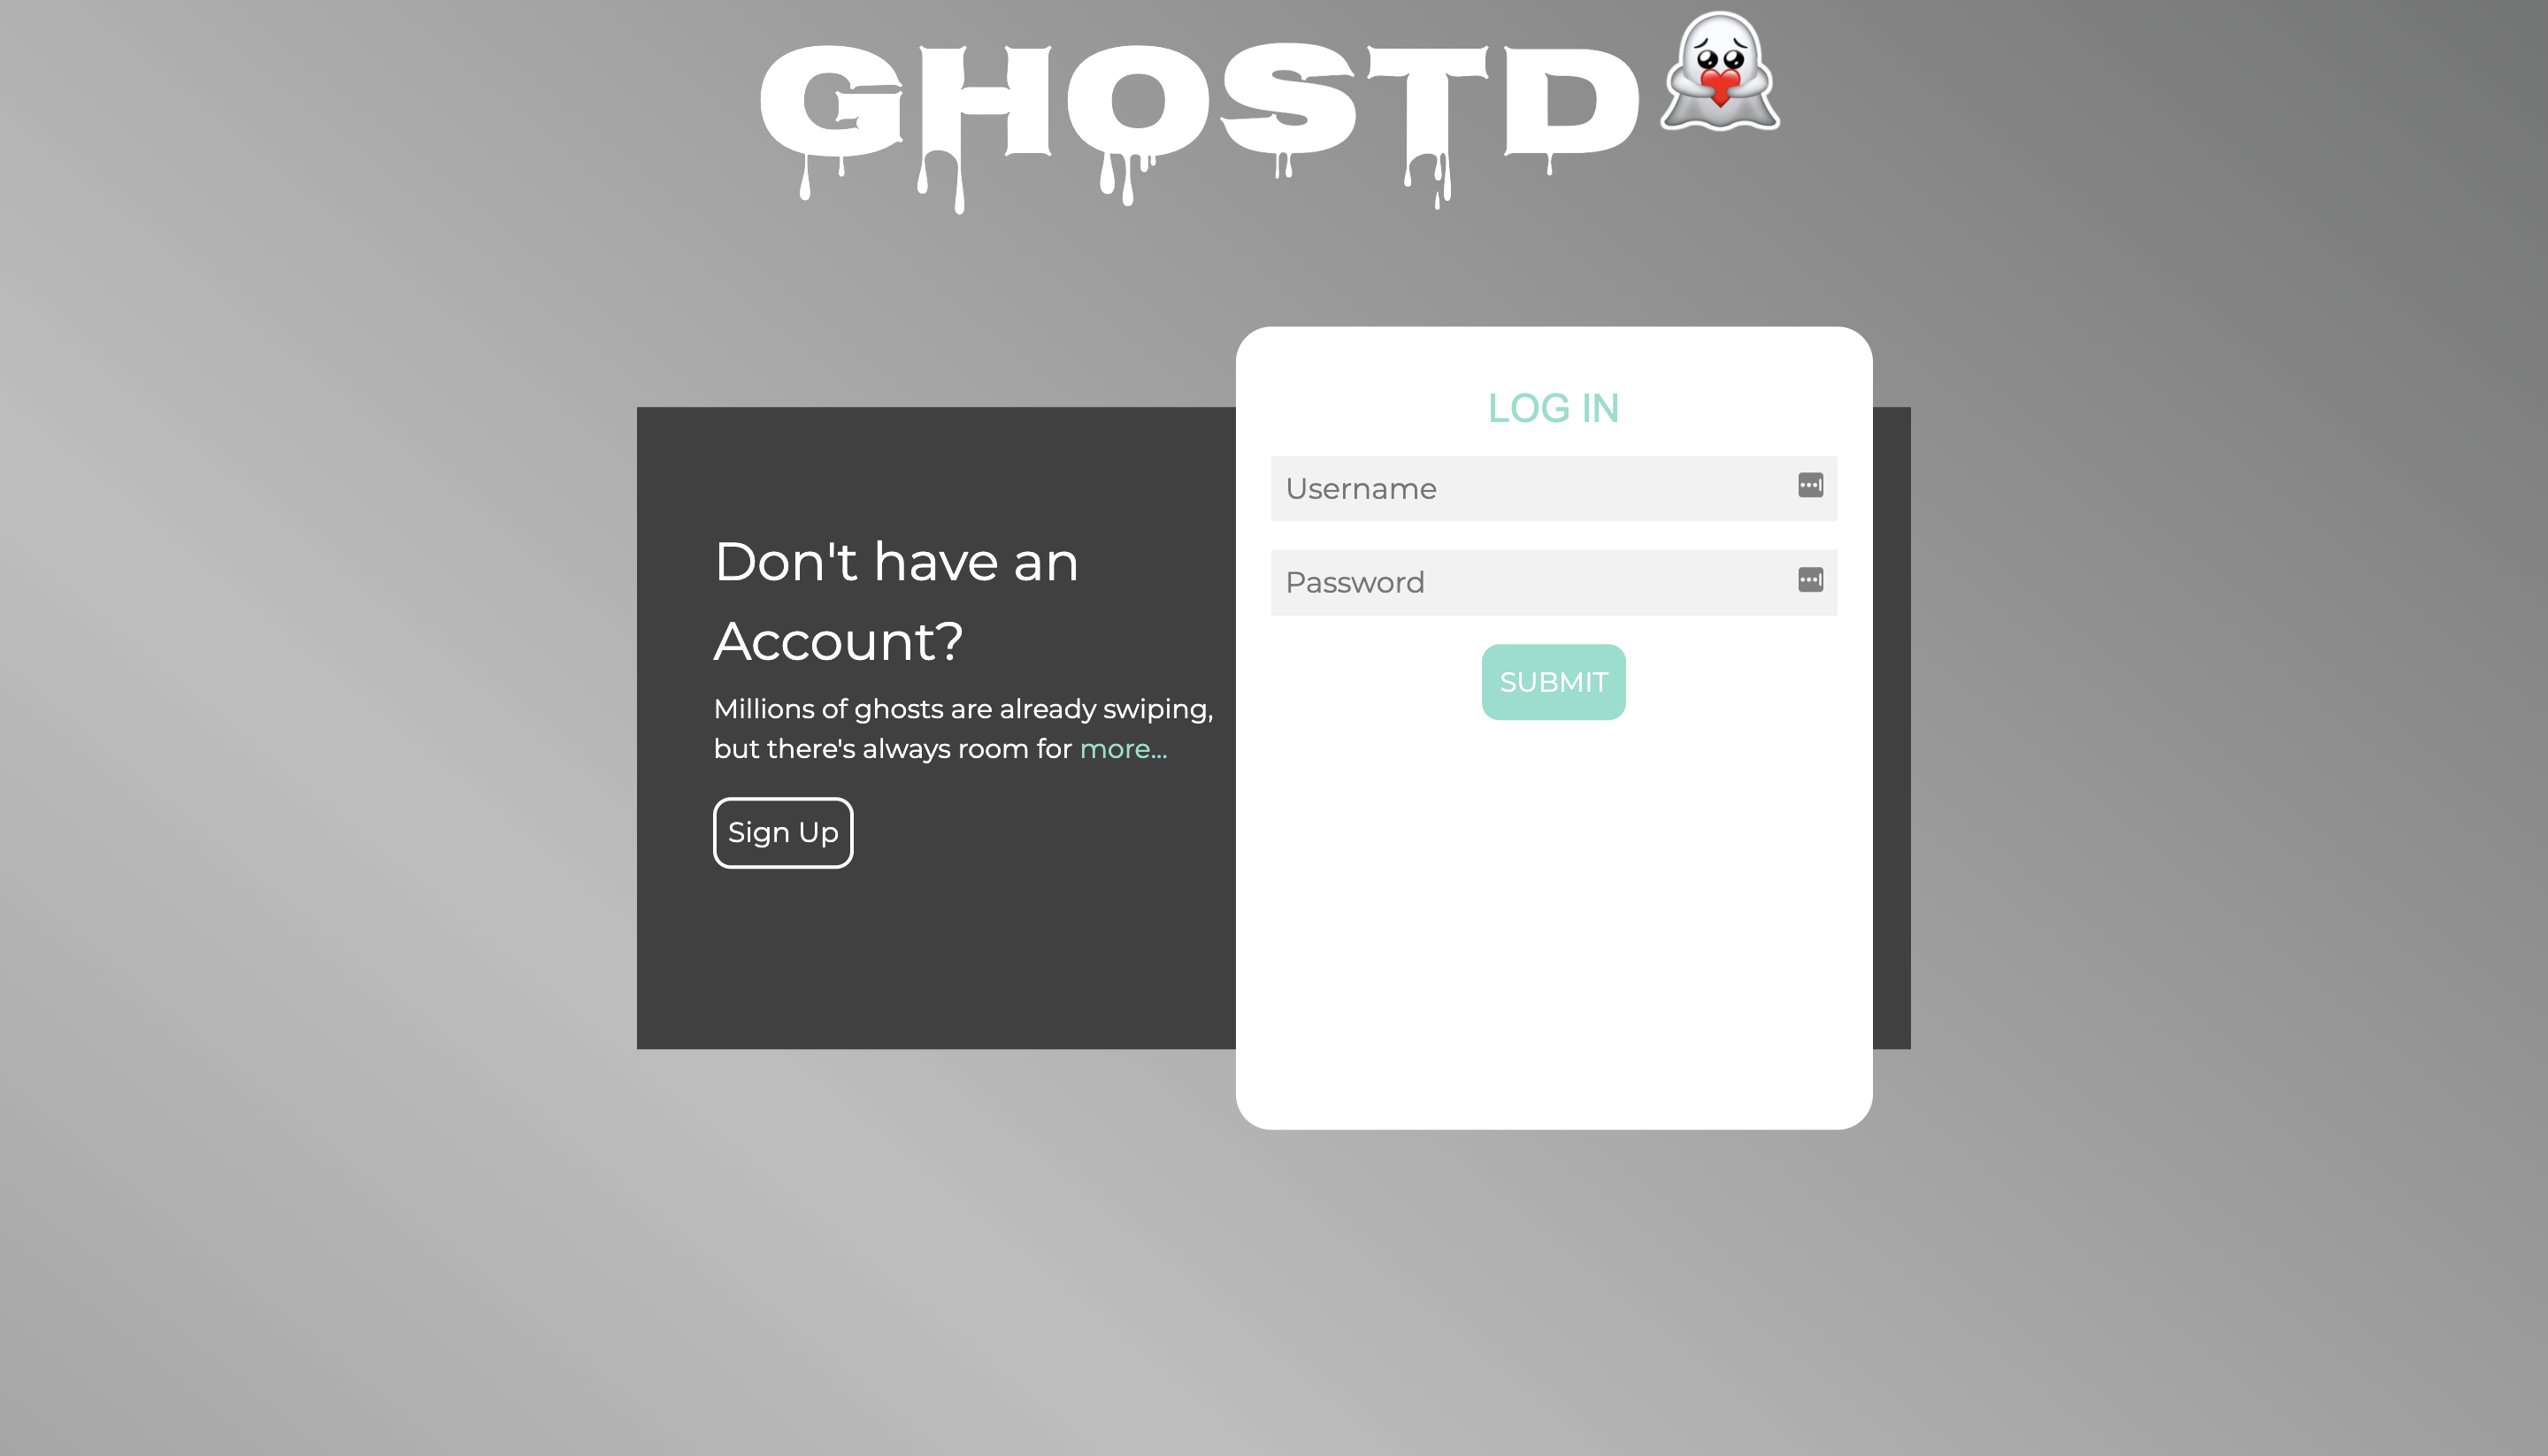 GHOSTD
Don't have an
Account?
Millions of ghosts are already swiping,
but there's always room for more...
Sign Up
LOG IN
Username
Password
SUBMIT